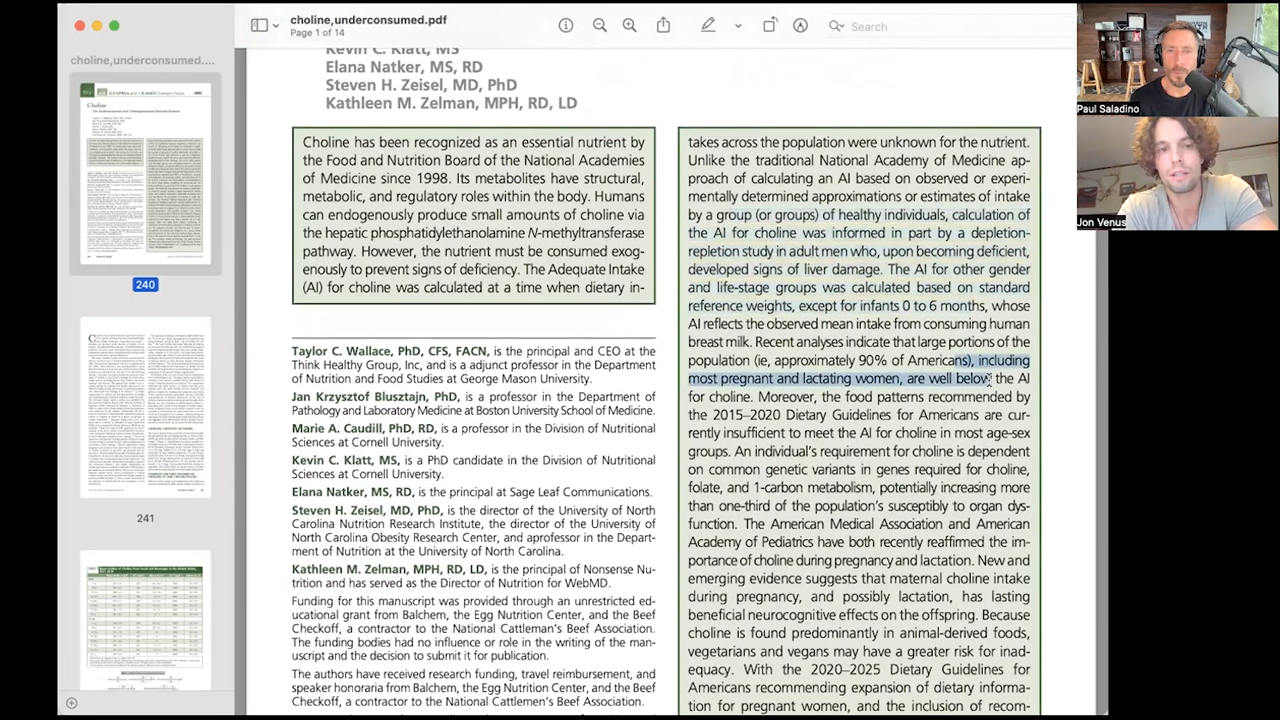 choline,underconsumed.pdf
Page 1 of 14
Search
choline,underconsumed....
Choline
240
241
Kevin C. Klatt, MS
Elana Natker, MS, RD
Steven H. Zeisel, MD, PhD
Kathleen M. Zelman, MPH, RD, LD
Choline has been recognized as an essential nutrient by
the Food and Nutrition Board of the National Academies
of Medicine since 1998. Its metabolites have structural,
metabolic, and regulatory roles within the body. Humans
can endogenously produce small amounts of choline via
the hepatic phosphatidylethanolamine N-methyltransferase
pathway. However, the nutrient must be consumed exog-
enously to prevent signs of deficiency. The Adequate Intake
(AI) for choline was calculated at a time when dietary in-
Taylor C. Wallace, PhD, CFS, FACN, is the principal and CEO at the
Think Healthy Group, Inc, and is a adjunct professor in the Department
of Nutrition and Food Studies at George Mason University.
Jan Krzysztof Blusztajn, PhD, is a professor in the Department of
Pathology and Laboratory Medicine at Boston University School of Medicine.
Marie A. Caudill, PhD, RD, is a professor in the Division of Nutritional
Sciences at Cornell University.
Kevin C. Klatt, MS, is a PhD candidate in the Division of Nutritional
Sciences at Cornell University.
Elana Natker, MS, RD, is the principal at Sage Leaf Communications.
Steven H. Zeisel, MD, PhD, is the director of the University of North
Carolina Nutrition Research Institute, the director of the University of
North Carolina Obesity Research Center, and aprofessor in the Depart-
ment of Nutrition at the University of North Carolina.
Kathleen M. Zelman, MPH, RD, LD, is the principal of No Nonsense Nu-
trition and has served as the Director of Nutrition for WebMD.
Funding for this manuscript was provided through an unrestricted ed-
ucational grant from Balchem, the Egg Nutrition Center, and the Beef
Checkoff, a contractor to the National Cattlemen's Beef Association.
The funding bodies had no influence or role in the writing of the man-
uscript and the decision to submit it for publication.
The authors have received research funding, travel reimbursement, and
speaker honoraria from Balchem, the Egg Nutrition Center, and the Beef
Checkoff, a contractor to the National Cattlemen's Beef Association.
takes across the population were unknown for the nutrient.
Unlike the traditional National Academy of Medicine ap
proach of calculating an AI based on observed or experi-
mentally determined approximations or estimates of intake
by a group (or groups) of healthy individuals, calculation of
the AI for choline was informed in part by a depletion-
repletion study in adult men who, upon becoming deficient,
developed signs of liver damage. The AI for other gender
and life-stage groups was calculated based on standard
reference weights, except for infants 0 to 6 months, whose
AI reflects the observed mean intake from consuming human
breast milk. Recent analyses indicate that large portions of the
population (ie, approximately 90% of Americans), including
most pregnant and lactating women, are well below the AI
for choline. Moreover, the food patterns recommended by
the 2015–2020 Dietary Guidelines for Americans are cur-
rently insufficient to meet the AI for choline in most age-sex
groups. An individual's requirement for choline is dependent
on common genetic variants in genes required for choline,
folate, and 1-carbon metabolism, potentially increasing more
than one-third of the population's susceptibly to organ dys-
function. The American Medical Association and American
Academy of Pediatrics have both recently reaffirmed the im-
portance of choline during pregnancy and lactation. New and
emerging evidence suggests that maternal choline intake
during pregnancy, and possibly lactation, has lasting
beneficial neurocognitive effects on the offspring. Because
choline is found predominantly in animal-derived foods,
vegetarians and vegans may have a greater risk for inad-
equacy. With the 2020–2025 Dietary Guidelines for
Americans recommending expansion of dietary informa-
tion for pregnant women, and the inclusion of recom-
Paul Saladino
Jon Venus